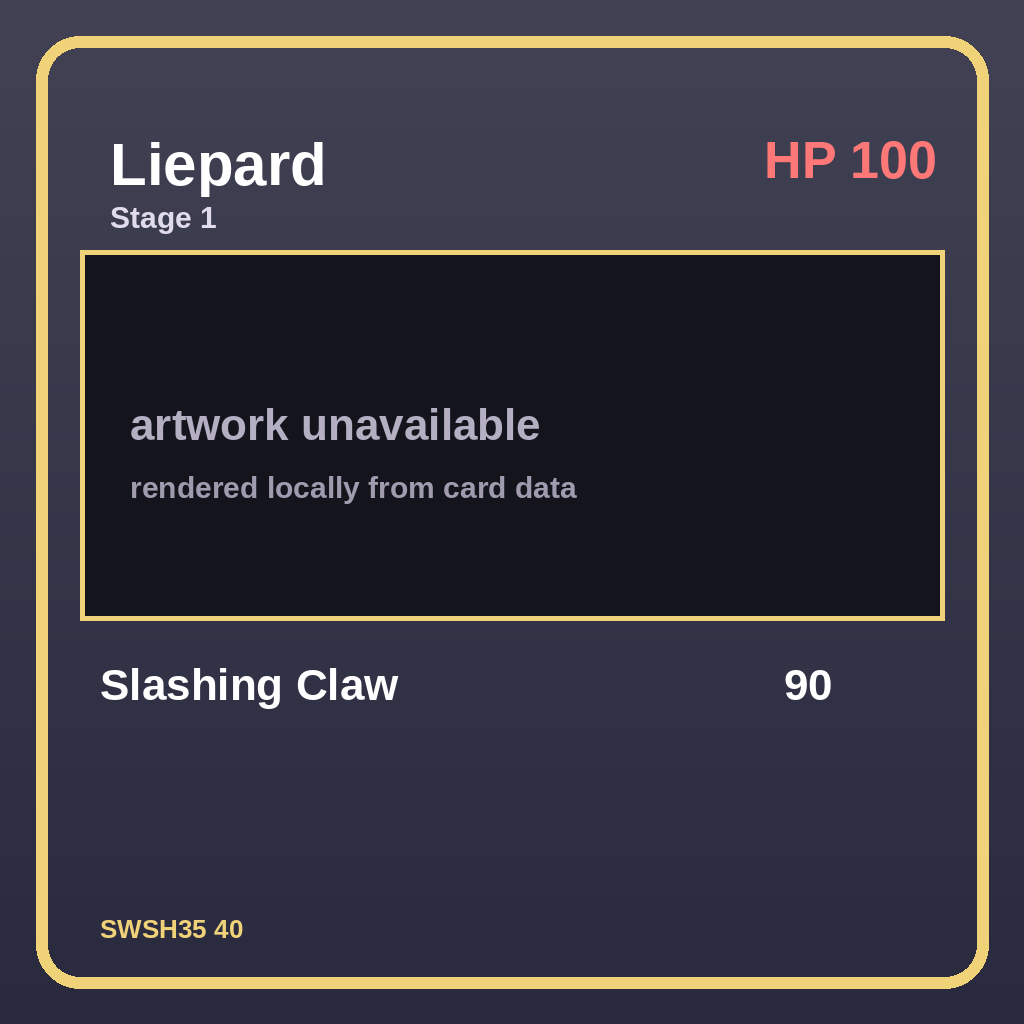 Liepard
HP 100
Stage 1
artwork unavailable
rendered locally from card data
Slashing Claw 90
SWSH35 40